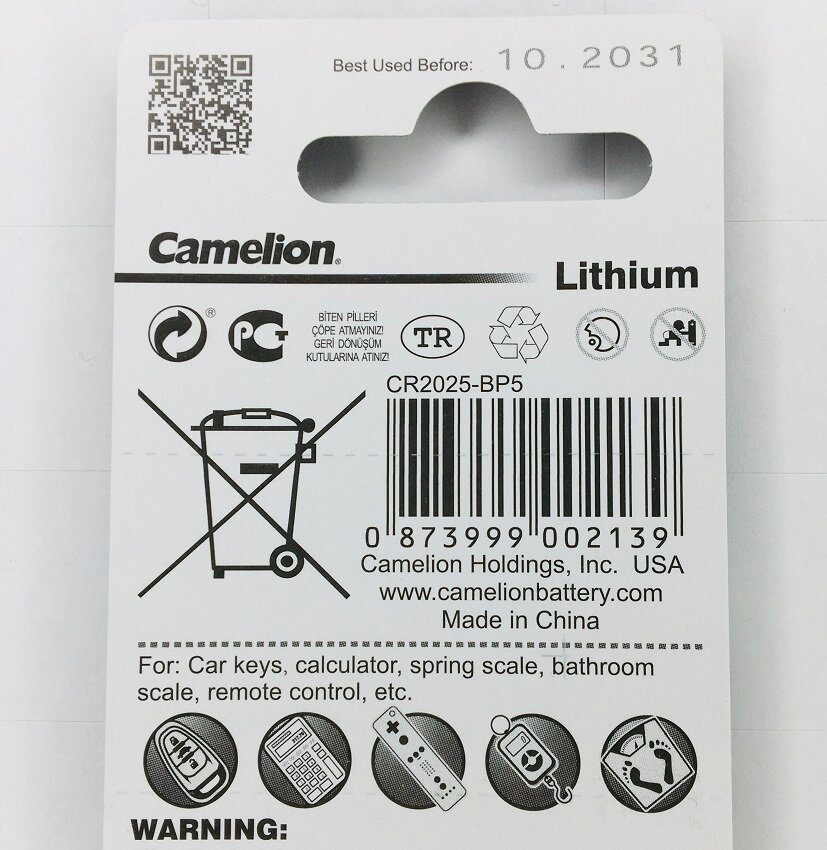 Best Used Before: 10.2031
Camelion®
Lithium
®
PCT
BİTEN PİLLERİ
ÇÖPE ATMAYINIZ!
GERİ DÖNÜŞÜM
KUTULARINA ATINIZ!
TR
CR2025-BP5
0 873999 002139
Camelion Holdings, Inc. USA
www.camelionbattery.com
Made in China
For: Car keys, calculator, spring scale, bathroom
scale, remote control, etc.
WARNING: